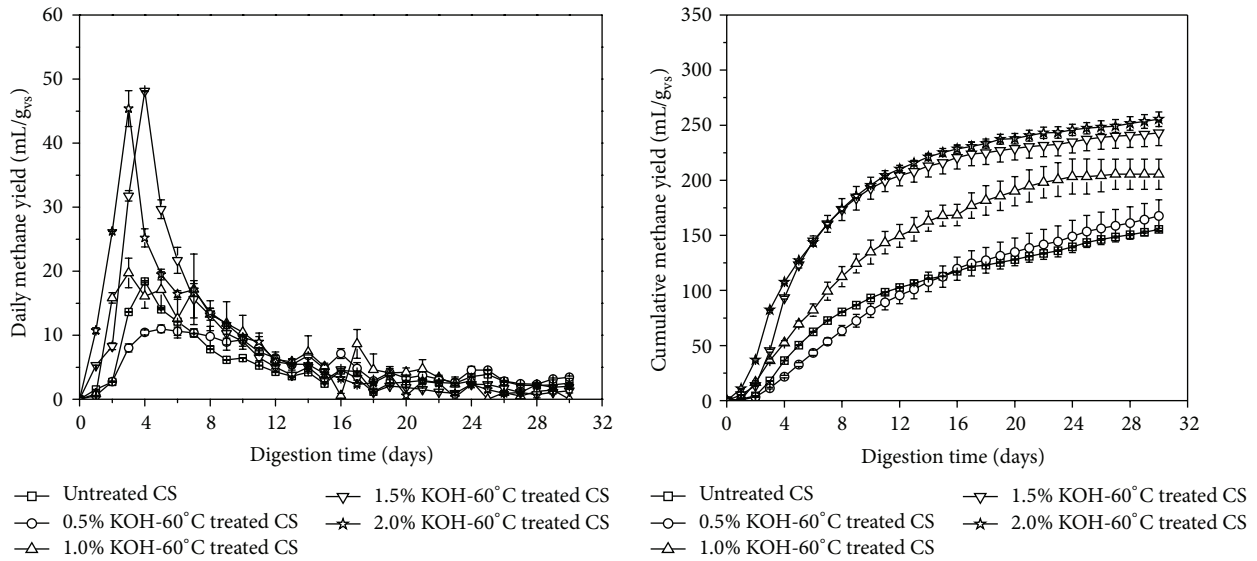 60
50
40
30
20
10
0
Daily methane yield (mL/gvs)
0 4 8 12 16 20 24 28 32
Digestion time (days)
Untreated CS
0.5% KOH-60°C treated CS
1.0% KOH-60°C treated CS
1.5% KOH-60°C treated CS
2.0% KOH-60°C treated CS
350
300
250
200
150
100
50
0
Cumulative methane yield (mL/gvs)
0 4 8 12 16 20 24 28 32
Digestion time (days)
Untreated CS
0.5% KOH-60°C treated CS
1.0% KOH-60°C treated CS
1.5% KOH-60°C treated CS
2.0% KOH-60°C treated CS